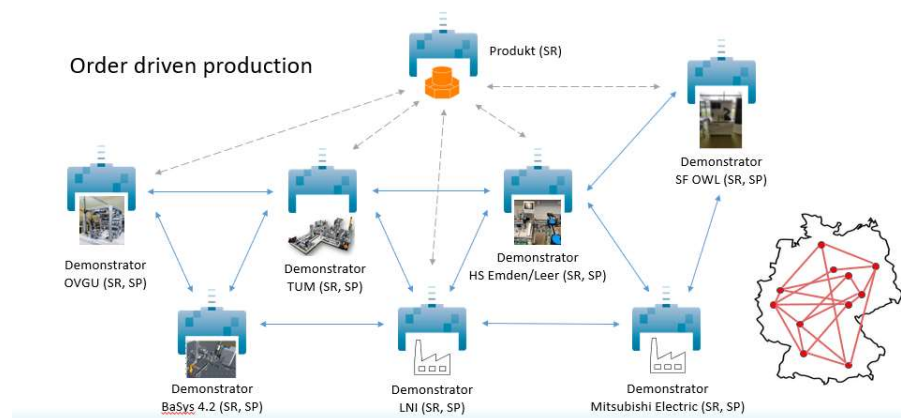 Order driven production
Produkt (SR)
Demonstrator
SF OWL (SR, SP)
Demonstrator
OVGU (SR, SP)
Demonstrator
TUM (SR, SP)
Demonstrator
HS Emden/Leer (SR, SP)
Demonstrator
BaSys 4.2 (SR, SP)
Demonstrator
LNI (SR, SP)
Demonstrator
Mitsubishi Electric (SR, SP)